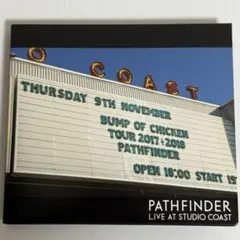 O COAST
THURSDAY 9TH NOVEMBER
BUMP OF CHICKEN
TOUR 2017-2018
PATHFINDER
OPEN 18:00 START
PATHFINDER
LIVE AT STUDIO COAST